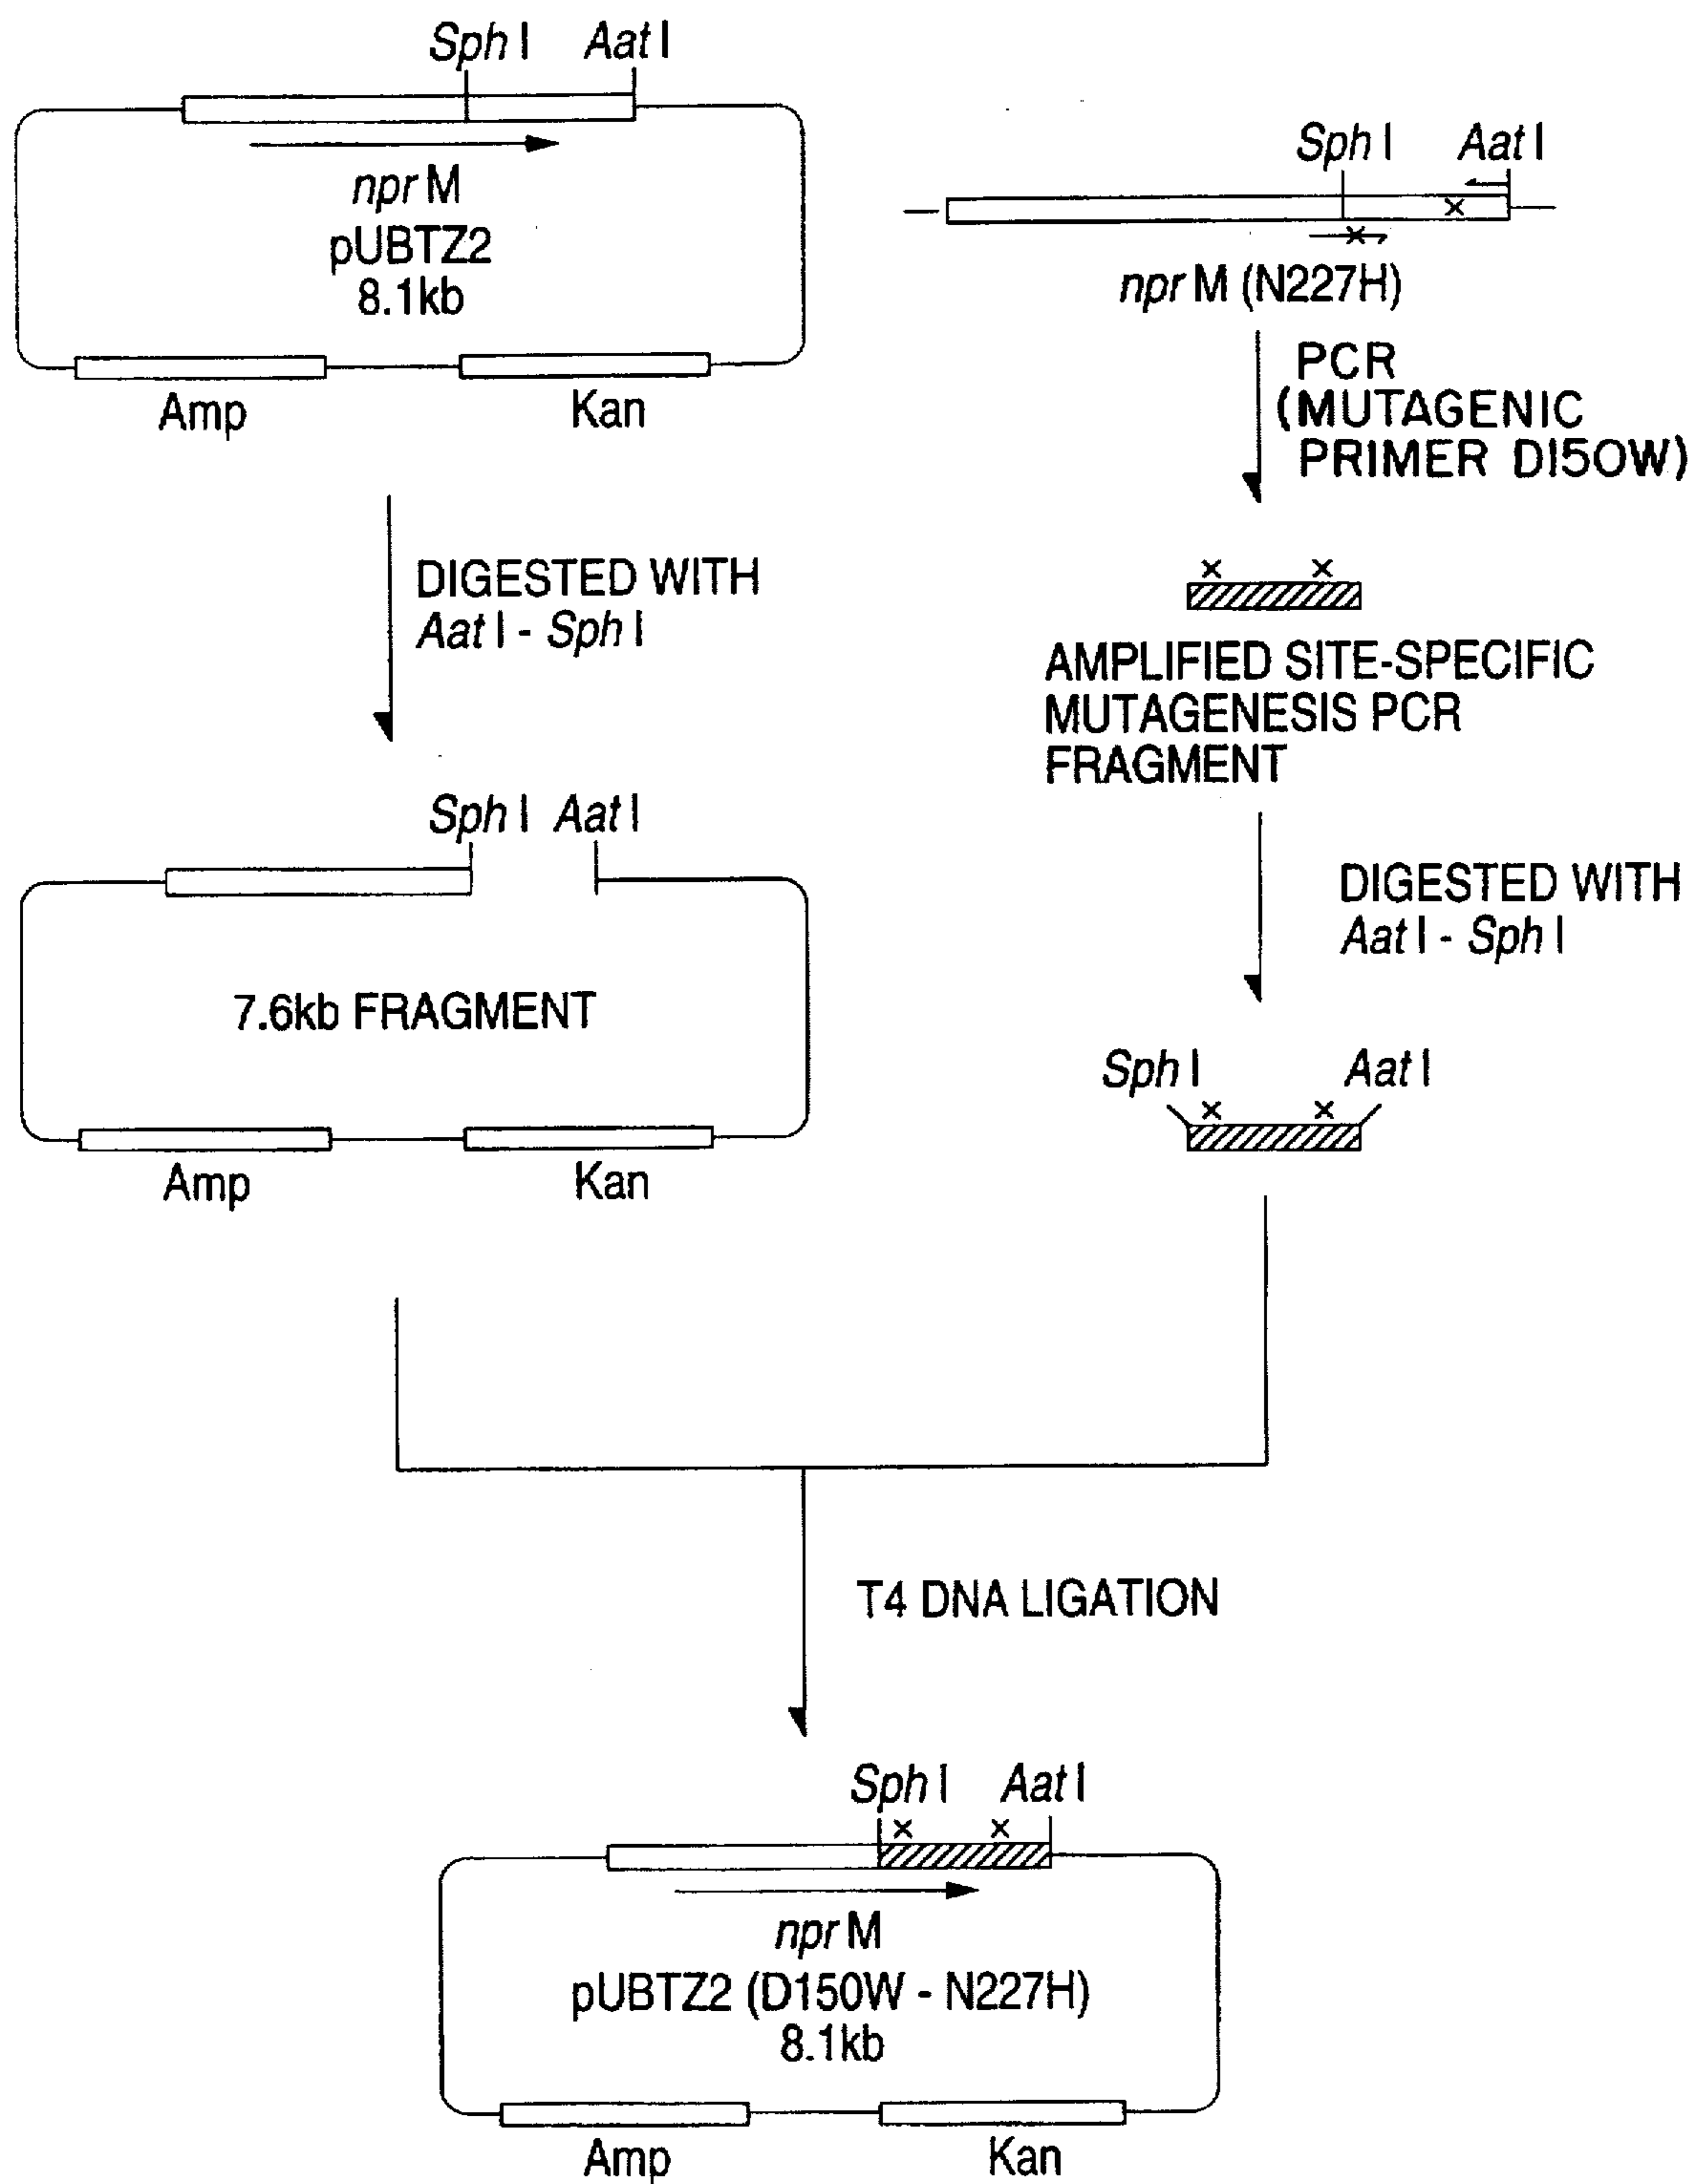 Sph I Aat I
npr M
pUBTZ2
8.1kb
Amp Kan
Sph I Aat I
npr M (N227H)
PCR
(MUTAGENIC
PRIMER D150W)
DIGESTED WITH
Aat I - Sph I
AMPLIFIED SITE-SPECIFIC
MUTAGENESIS PCR
FRAGMENT
Sph I Aat I
7.6kb FRAGMENT
Amp Kan
DIGESTED WITH
Aat I - Sph I
Sph I Aat I
T4 DNA LIGATION
Sph I Aat I
npr M
pUBTZ2 (D150W - N227H)
8.1kb
Amp Kan